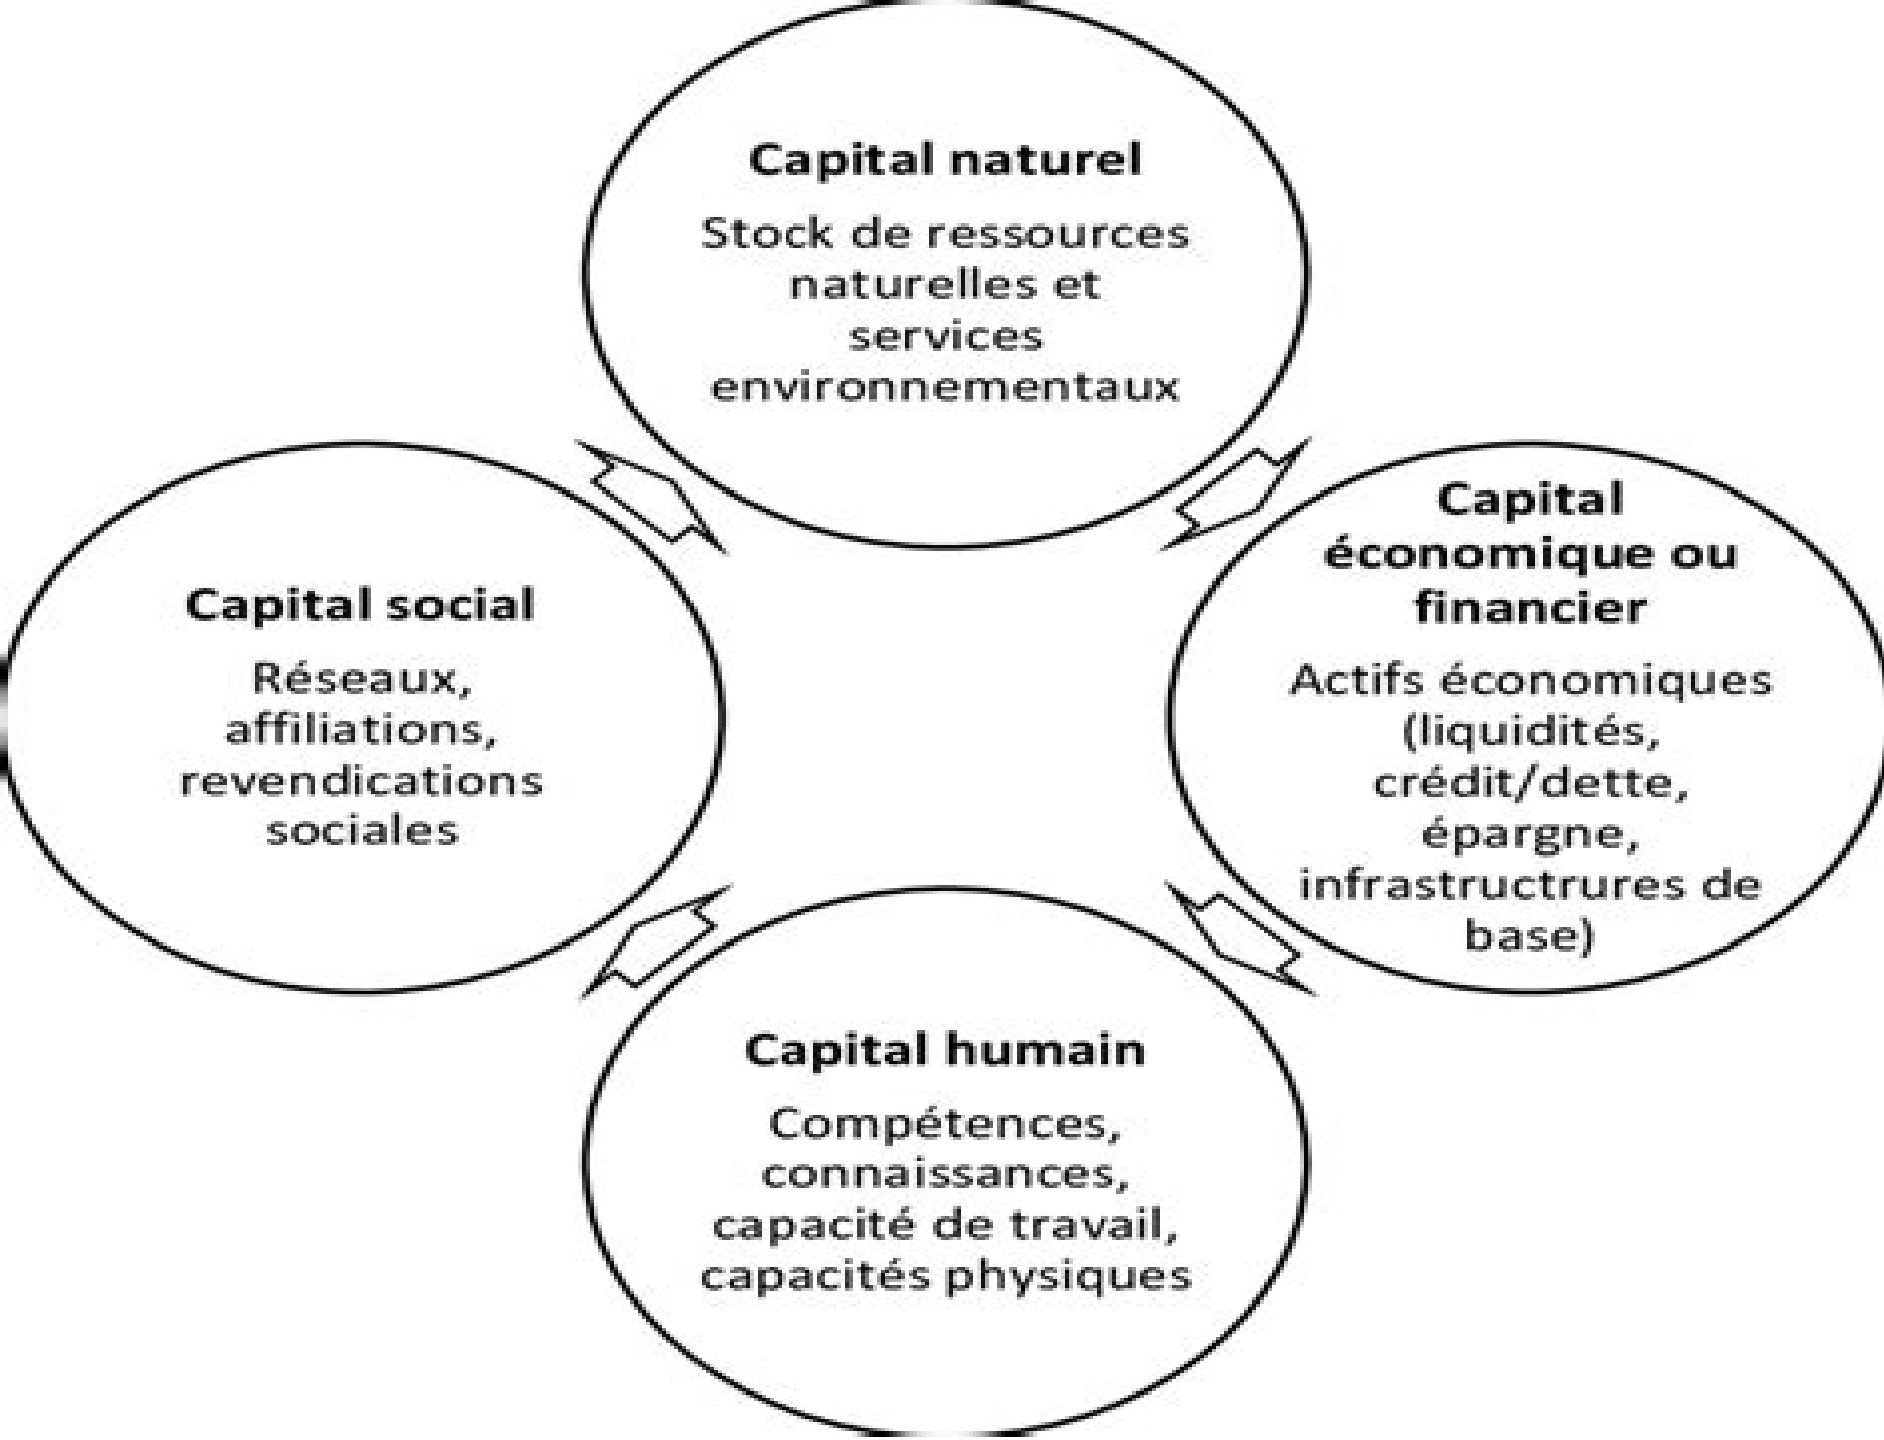 Capital naturel
Stock de ressources
naturelles et
services
environnementaux
Capital social
Réseaux,
affiliations,
revendications
sociales
Capital
économique ou
financier
Actifs économiques
(liquidités,
crédit/dette,
épargne,
infrastructrures de
base)
Capital humain
Compétences,
connaissances,
capacité de travail,
capacités physiques